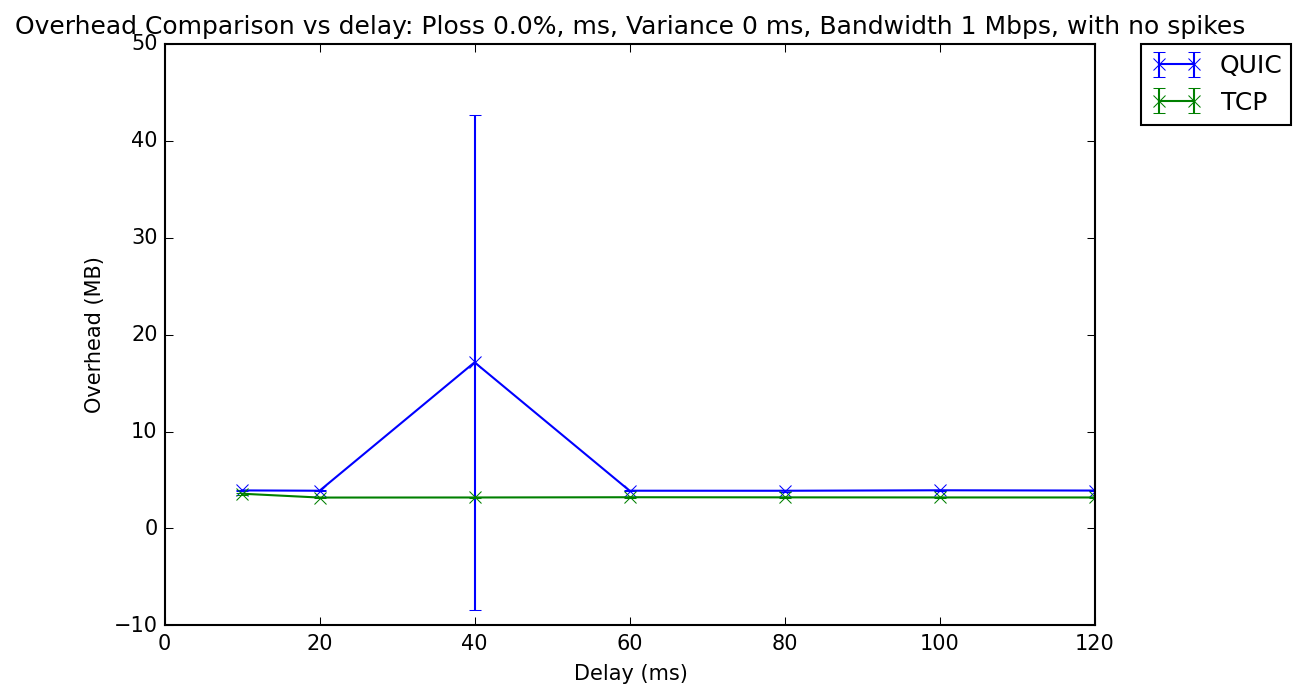 Overhead Comparison vs delay: Ploss 0.0%, ms, Variance 0 ms, Bandwidth 1 Mbps, with no spikes
QUIC
TCP
50
40
30
20
10
0
−10
Overhead (MB)
0 20 40 60 80 100 120
Delay (ms)